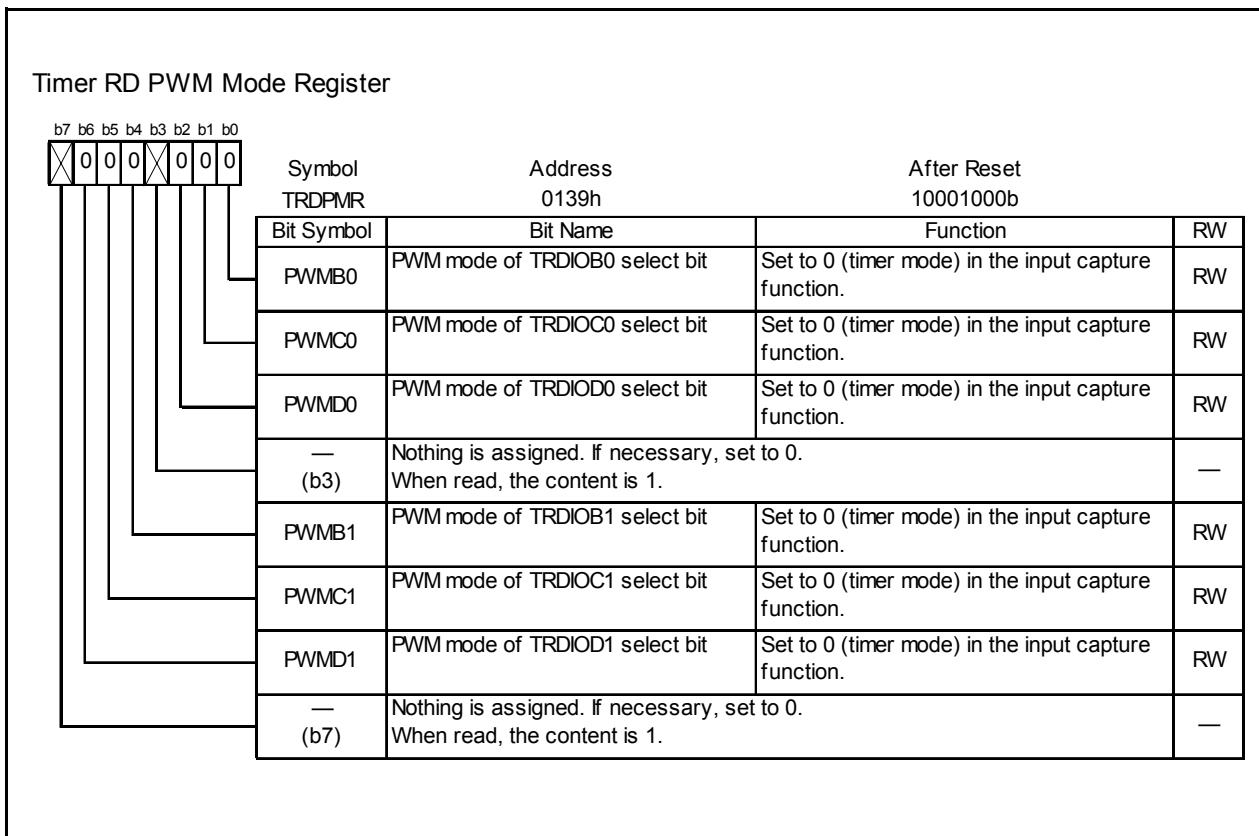 Timer RD PWM Mode Register
b7 b6 b5 b4 b3 b2 b1 b0
0 0 0 0 0 0
Symbol Address After Reset
TRDPMR 0139h 10001000b
Bit Symbol Bit Name Function RW
PWMB0 PWM mode of TRDIOB0 select bit Set to 0 (timer mode) in the input capture
function. RW
PWMC0 PWM mode of TRDIOC0 select bit Set to 0 (timer mode) in the input capture
function. RW
PWMD0 PWM mode of TRDIOD0 select bit Set to 0 (timer mode) in the input capture
function. RW
— Nothing is assigned. If necessary, set to 0.
(b3) When read, the content is 1. —
PWMB1 PWM mode of TRDIOB1 select bit Set to 0 (timer mode) in the input capture
function. RW
PWMC1 PWM mode of TRDIOC1 select bit Set to 0 (timer mode) in the input capture
function. RW
PWMD1 PWM mode of TRDIOD1 select bit Set to 0 (timer mode) in the input capture
function. RW
— Nothing is assigned. If necessary, set to 0.
(b7) When read, the content is 1. —